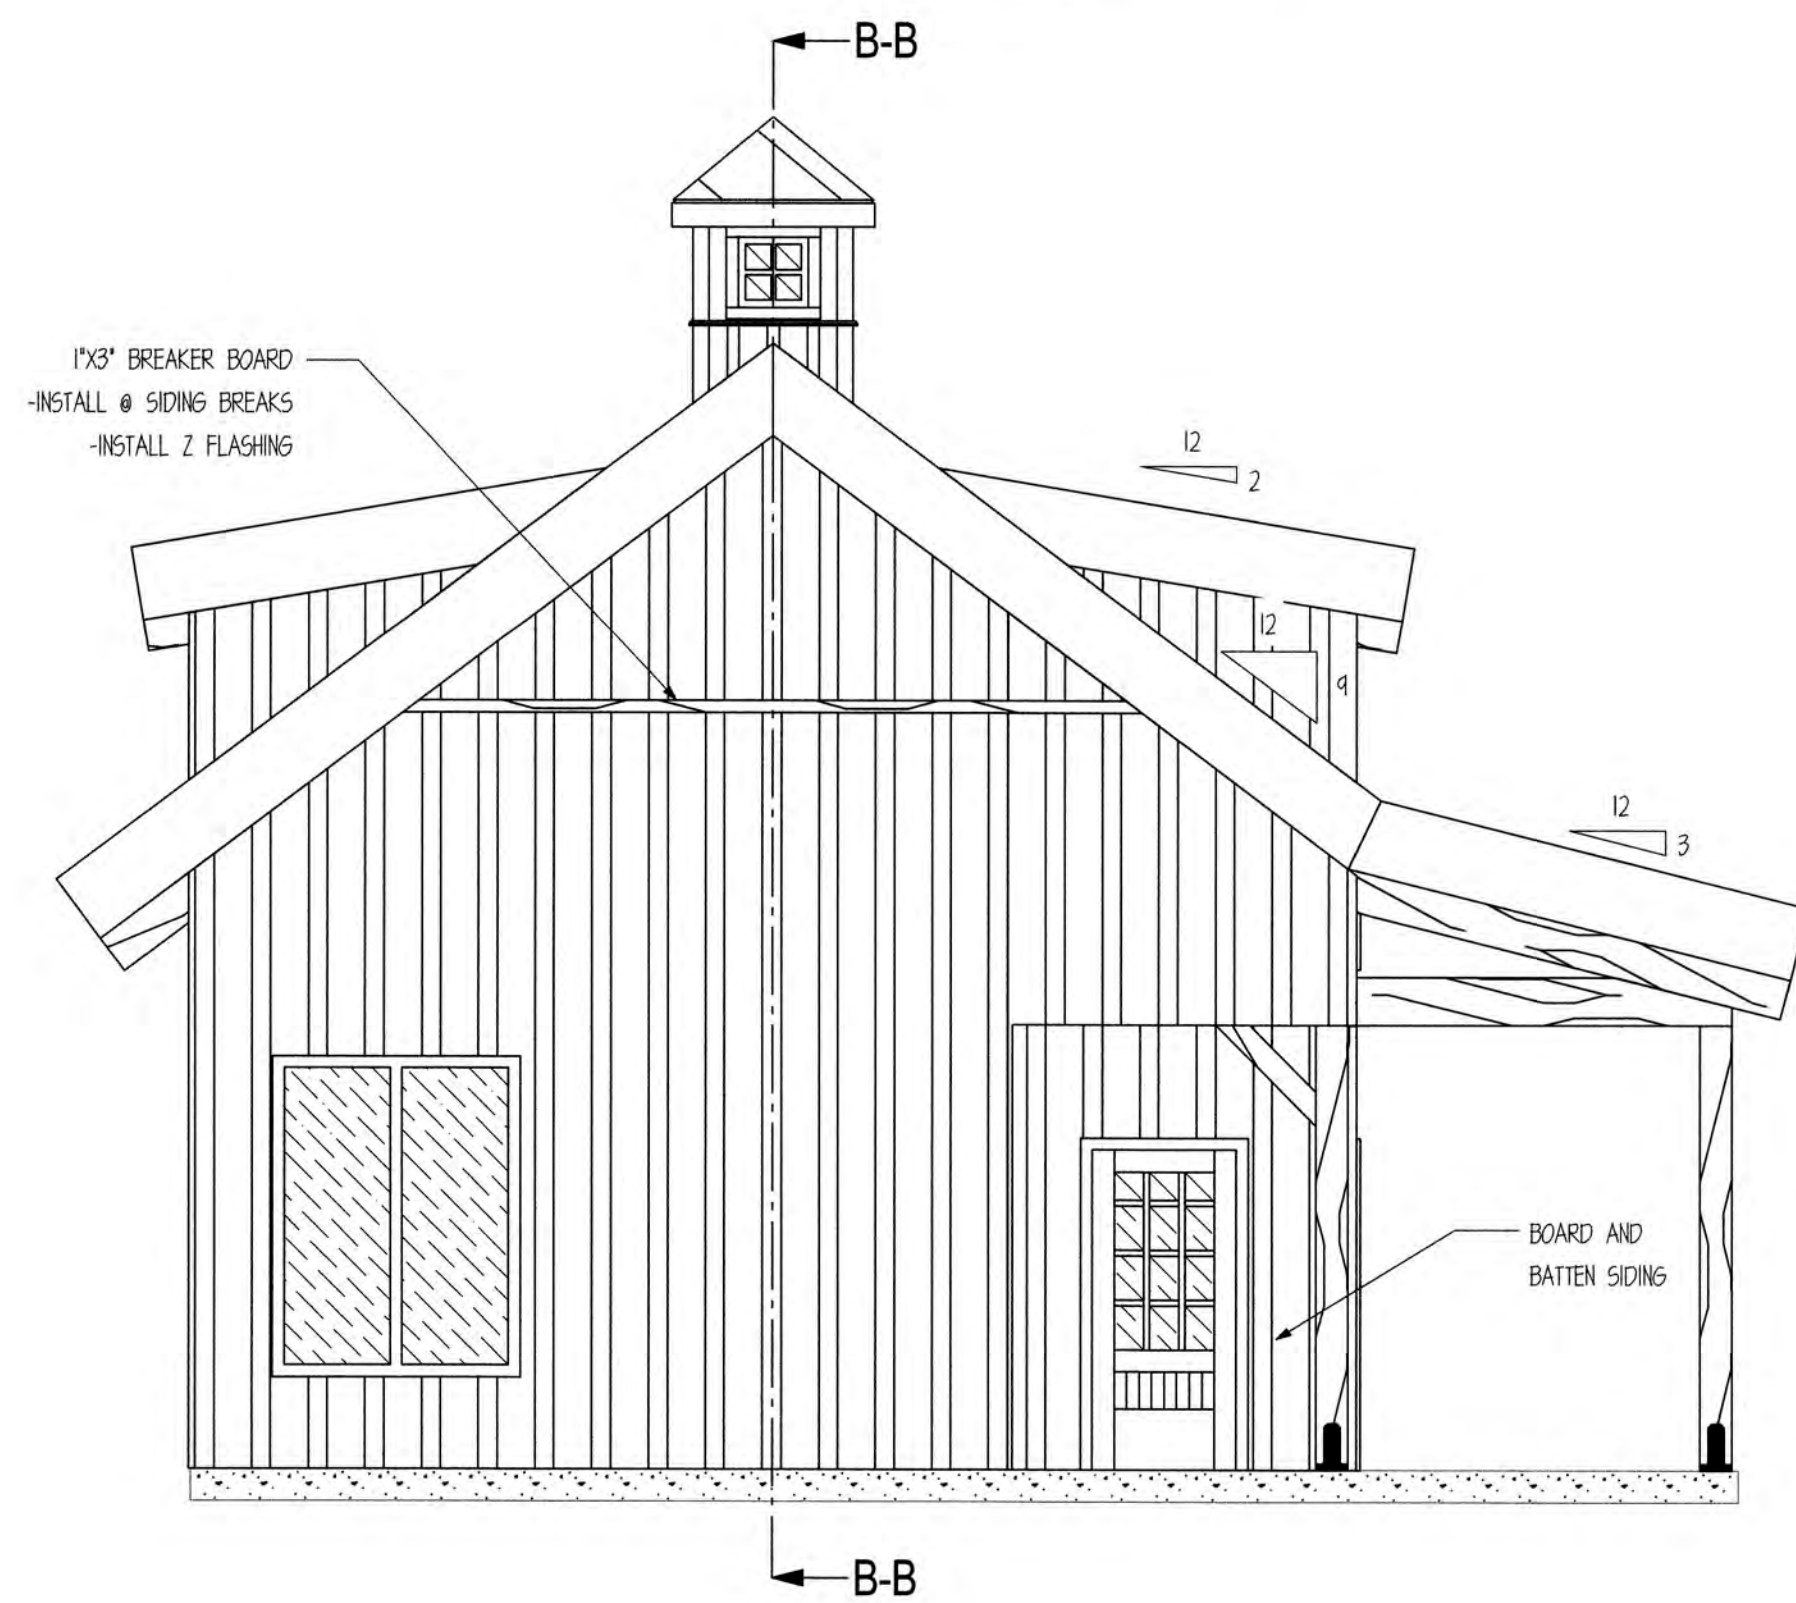 B-B
1"X3" BREAKER BOARD
-INSTALL @ SIDING BREAKS
-INSTALL Z FLASHING
12
2
12
9
12
3
BOARD AND
BATTEN SIDING
B-B